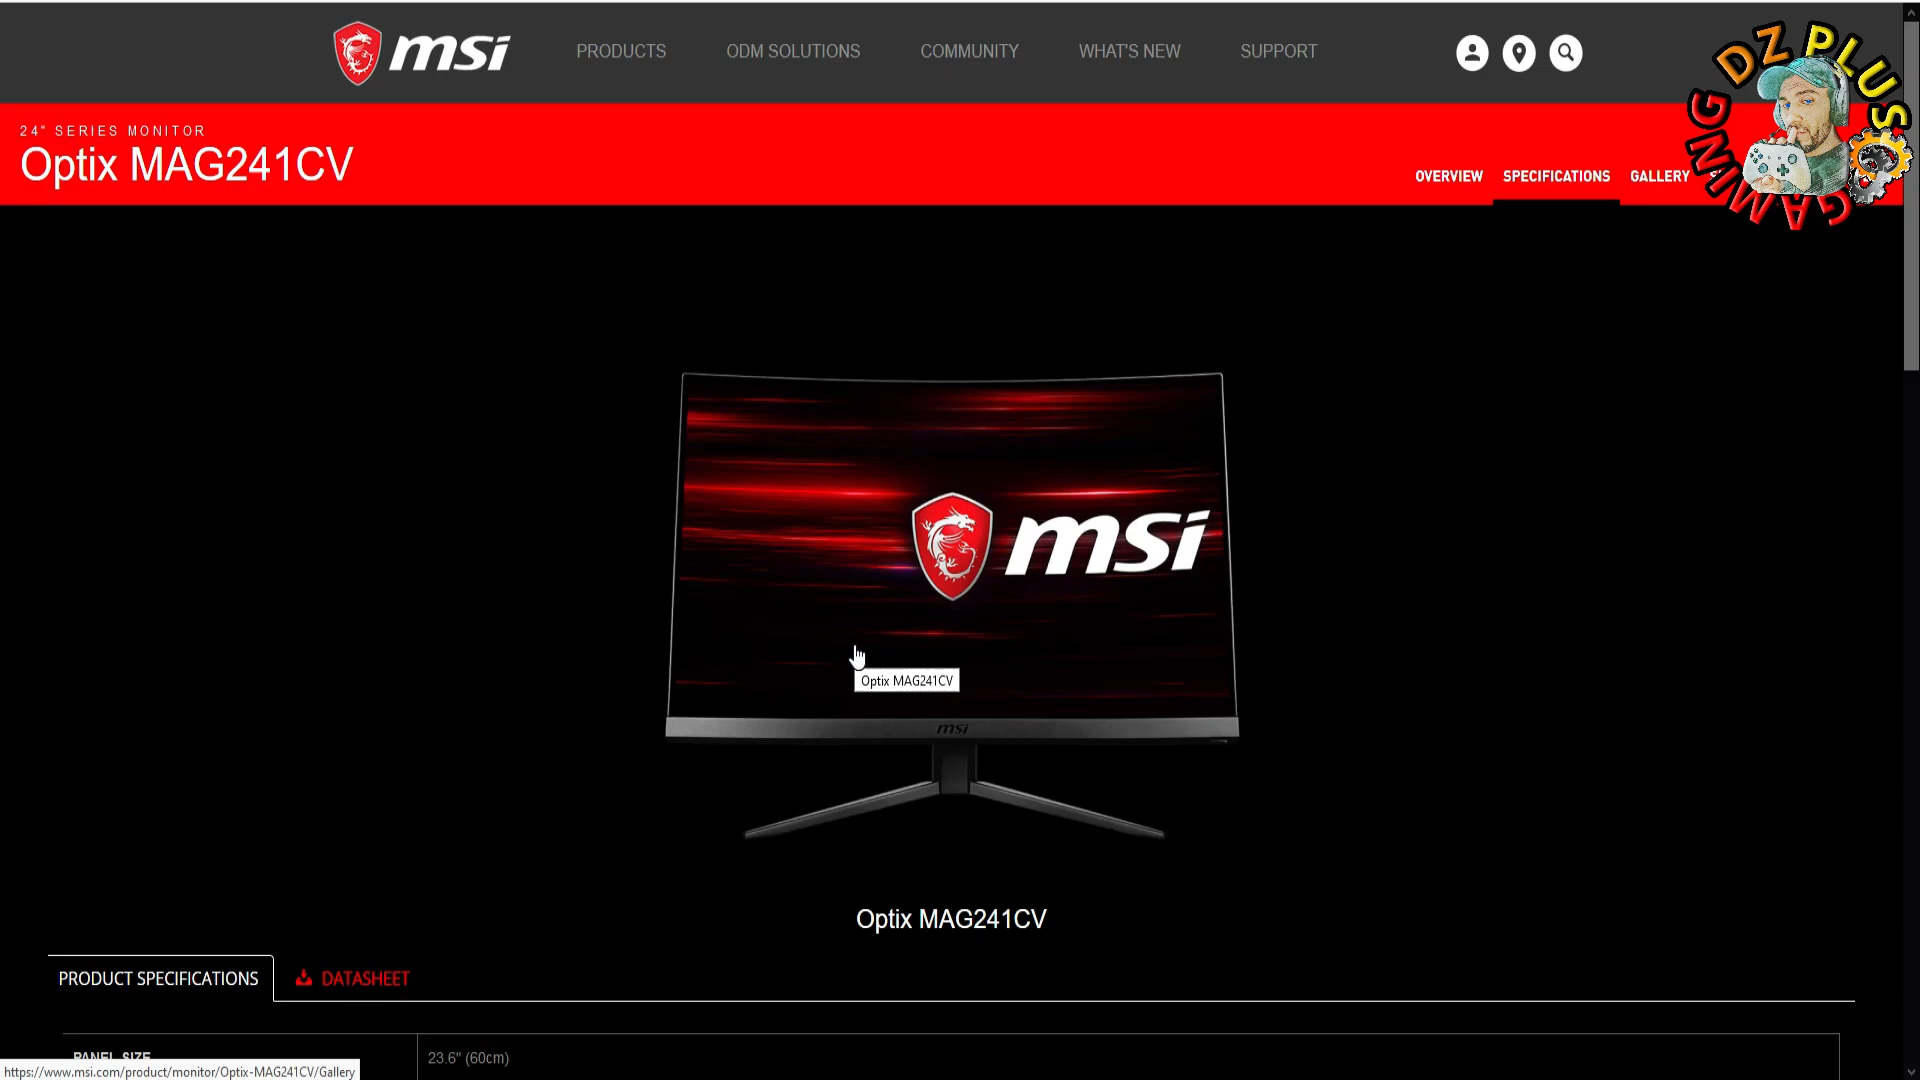 msi
PRODUCTS
ODM SOLUTIONS
COMMUNITY
WHAT'S NEW
SUPPORT
GAMING DZ PLUS
24" SERIES MONITOR
Optix MAG241CV
OVERVIEW
SPECIFICATIONS
GALLERY
msi
Optix MAG241CV
msi
Optix MAG241CV
PRODUCT SPECIFICATIONS
DATASHEET
PANEL SIZE
23.6" (60cm)
https://www.msi.com/product/monitor/Optix-MAG241CV/Gallery